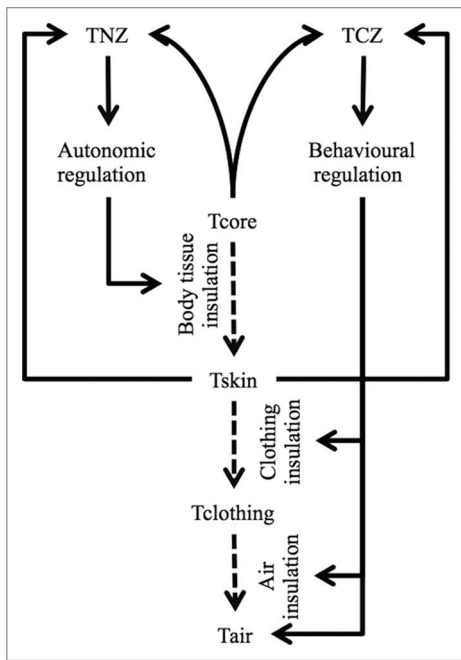 TNZ
TCZ
Autonomic
regulation
Behavioural
regulation
Tcore
Body tissue
insulation
Tskin
Clothing
insulation
Tclothing
Air
insulation
Tair